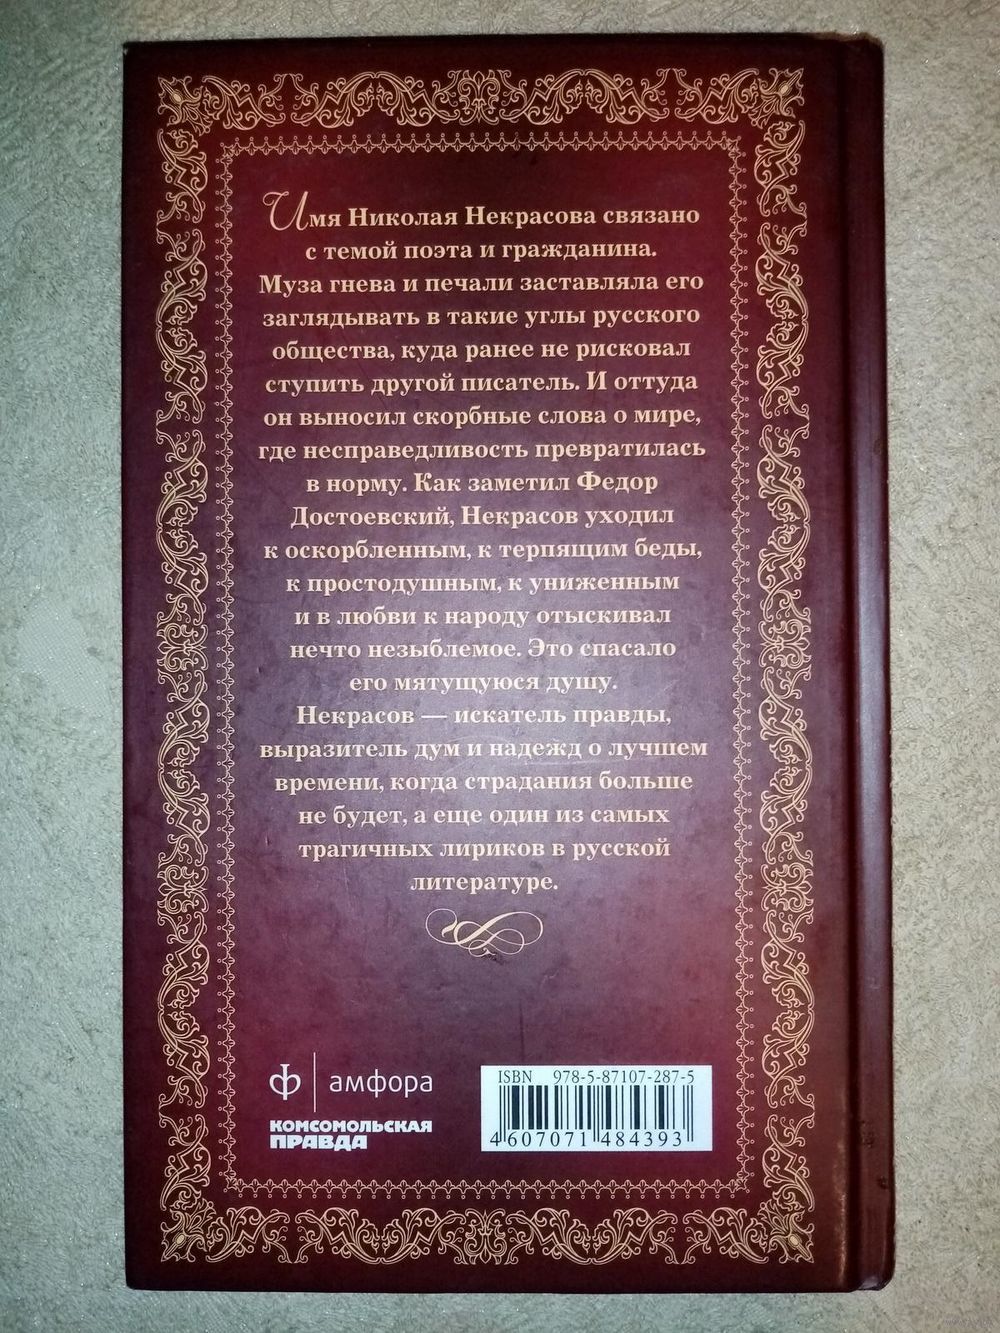 Имя Николая Некрасова связано
с темой поэта и гражданина.
Муза гнева и печали заставляла его
заглядывать в такие углы русского
общества, куда ранее не рисковал
ступить другой писатель. И оттуда
он выносил скорбные слова о мире,
где несправедливость превратилась
в норму. Как заметил Федор
Достоевский, Некрасов уходил
к оскорбленным, к терпящим беды,
к простодушным, к униженным
и в любви к народу отыскивал
нечто незыблемое. Это спасало
его мятущуюся душу.
Некрасов — искатель правды,
выразитель дум и надежд о лучшем
времени, когда страдания больше
не будет, а еще один из самых
трагичных лириков в русской
литературе.
амфора
КОМСОМОЛЬСКАЯ
ПРАВДА
ISBN 978-5-87107-287-5
4 607071 484393